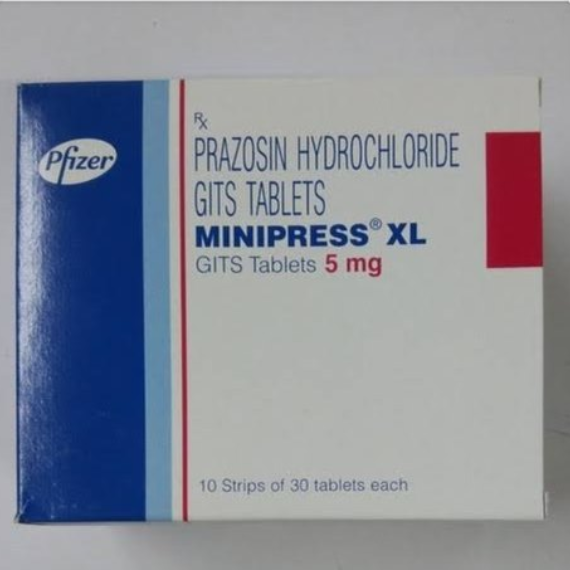 Pfizer
Rx
PRAZOSIN HYDROCHLORIDE
GITS TABLETS
MINIPRESS® XL
GITS Tablets 5 mg
10 Strips of 30 tablets each